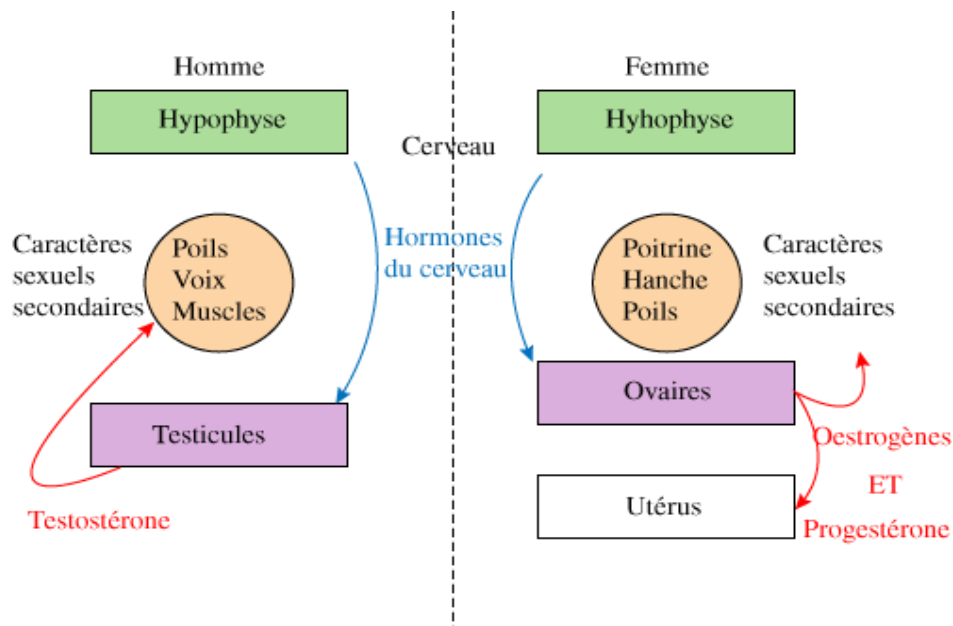 Homme
Femme
Hypophyse
Hyhophyse
Cerveau
Caractères
sexuels
secondaires
Poils
Voix
Muscles
Hormones
du cerveau
Poitrine
Hanche
Poils
Caractères
sexuels
secondaires
Testicules
Ovaires
Oestrogènes
ET
Progestérone
Utérus
Testostérone